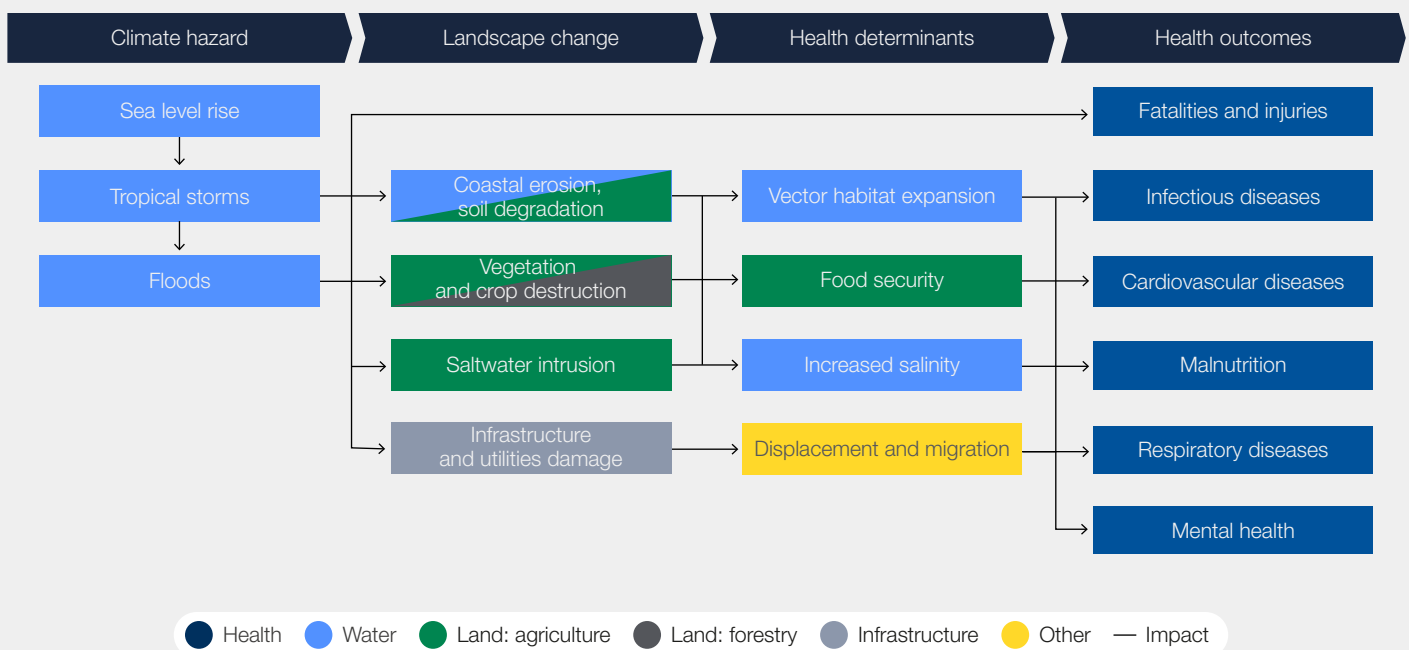 Climate hazard
Landscape change
Health determinants
Health outcomes
Sea level rise
Fatalities and injuries
Tropical storms
Coastal erosion,
soil degradation
Vector habitat expansion
Infectious diseases
Floods
Vegetation
and crop destruction
Food security
Cardiovascular diseases
Saltwater intrusion
Increased salinity
Malnutrition
Infrastructure
and utilities damage
Displacement and migration
Respiratory diseases
Mental health
Health
Water
Land: agriculture
Land: forestry
Infrastructure
Other
Impact